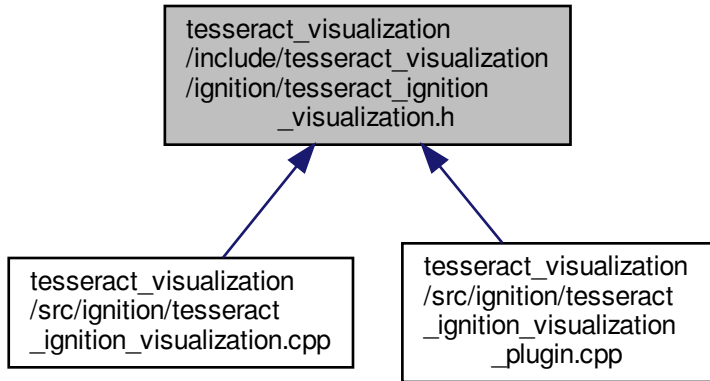 tesseract_visualization
/include/tesseract_visualization
/ignition/tesseract_ignition
_visualization.h
tesseract_visualization
/src/ignition/tesseract
_ignition_visualization.cpp
tesseract_visualization
/src/ignition/tesseract
_ignition_visualization
_plugin.cpp